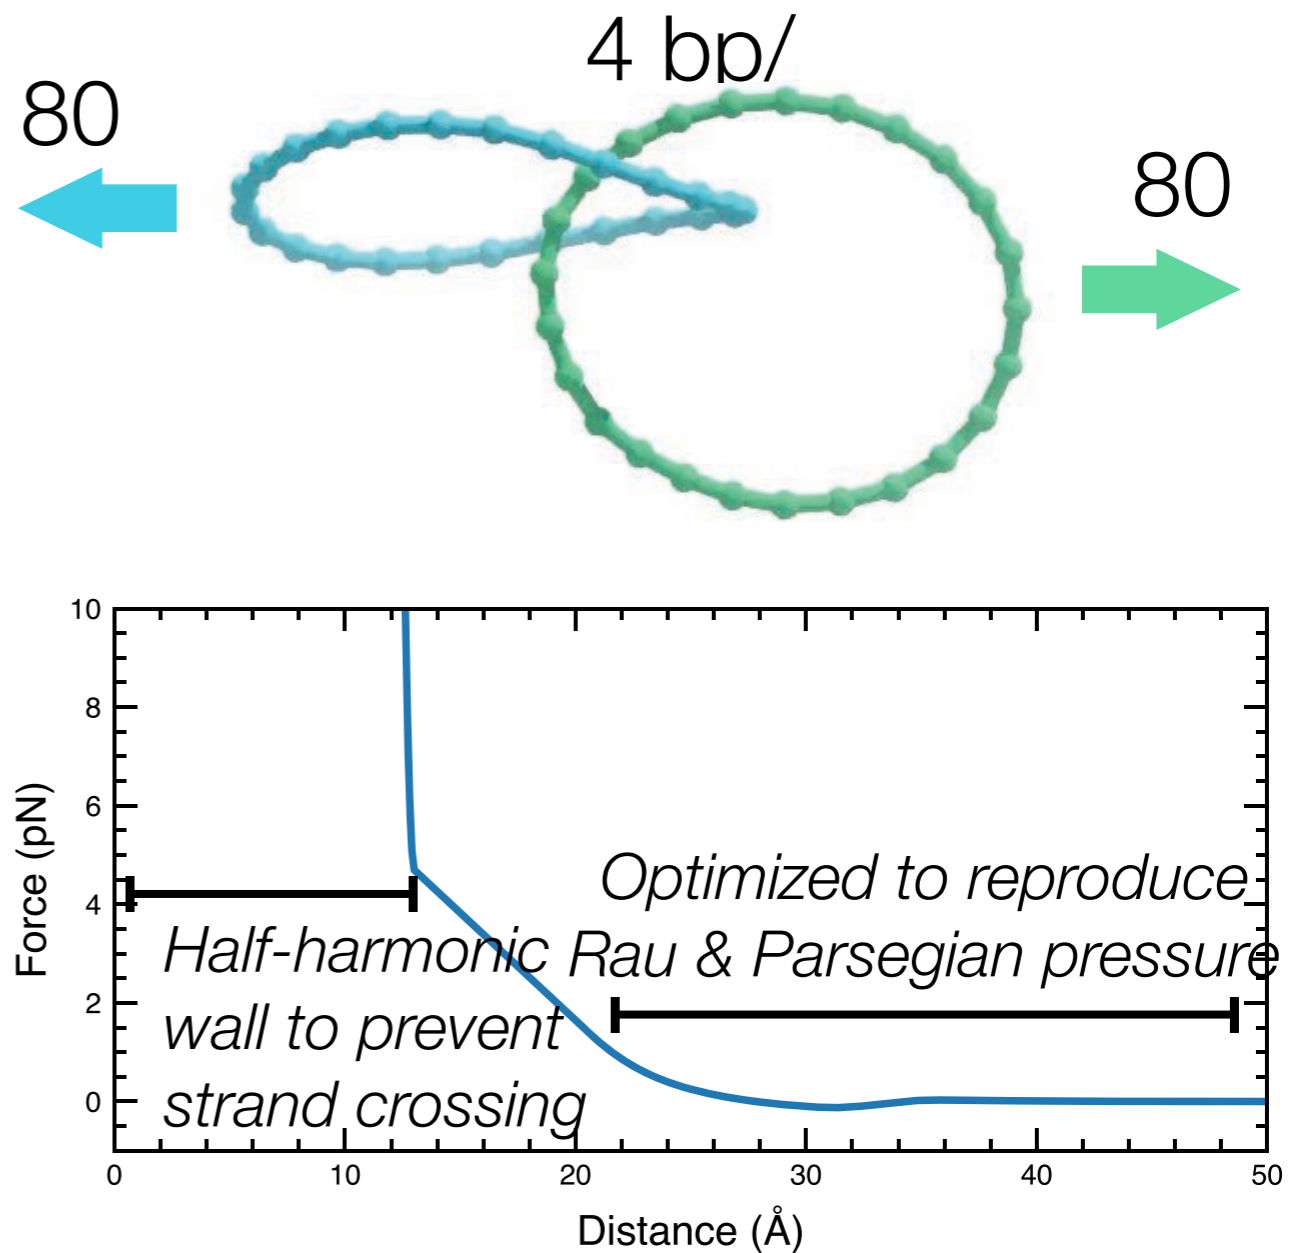 4 bp/
80
80
10
8
6
4
2
0
Force (pN)
Optimized to reproduce
Rau & Parsegian pressure
Half-harmonic
wall to prevent
strand crossing
0 10 20 30 40 50
Distance (Å)